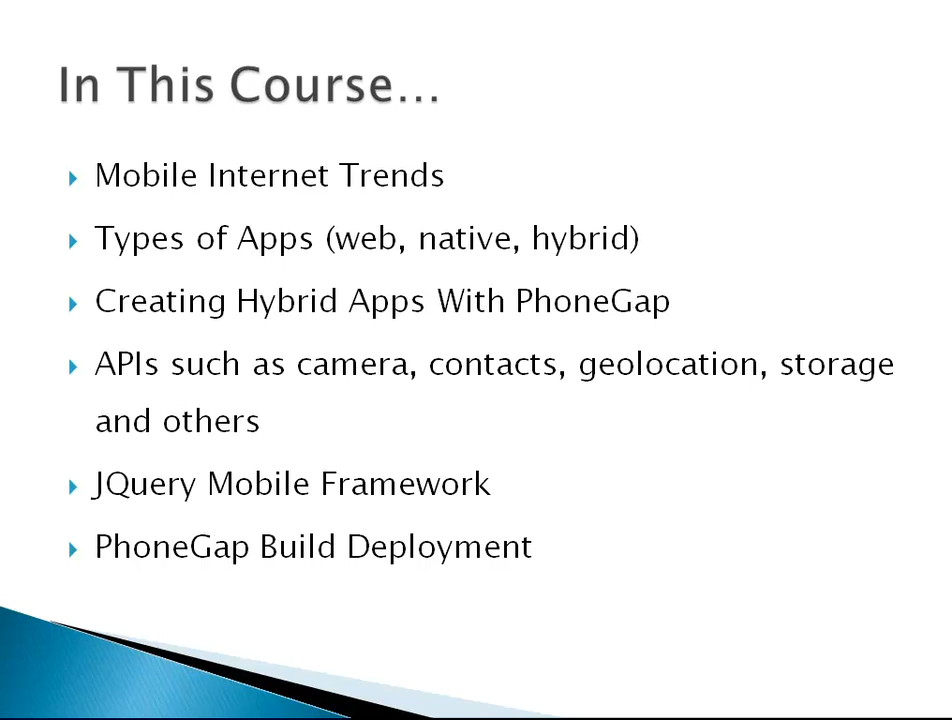 In This Course...
Mobile Internet Trends
Types of Apps (web, native, hybrid)
Creating Hybrid Apps With PhoneGap
APIs such as camera, contacts, geolocation, storage
and others
JQuery Mobile Framework
PhoneGap Build Deployment